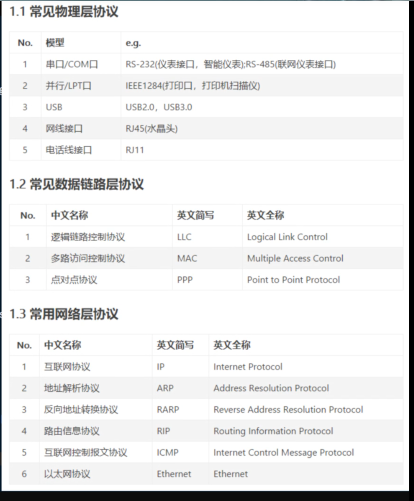 1.1 常见物理层协议
No. 模型 e.g.
1 串口/COM口 RS-232(仪表接口，智能仪表);RS-485(联网仪表接口)
2 并行/LPT口 IEEE1284(打印口，打印机扫描仪)
3 USB USB2.0，USB3.0
4 网线接口 RJ45(水晶头)
5 电话线接口 RJ11
1.2 常见数据链路层协议
No. 中文名称 英文简写 英文全称
1 逻辑链路控制协议 LLC Logical Link Control
2 多路访问控制协议 MAC Multiple Access Control
3 点对点协议 PPP Point to Point Protocol
1.3 常用网络层协议
No. 中文名称 英文简写 英文全称
1 互联网协议 IP Internet Protocol
2 地址解析协议 ARP Address Resolution Protocol
3 反向地址转换协议 RARP Reverse Address Resolution Protocol
4 路由信息协议 RIP Routing Information Protocol
5 互联网控制报文协议 ICMP Internet Control Message Protocol
6 以太网协议 Ethernet Ethernet